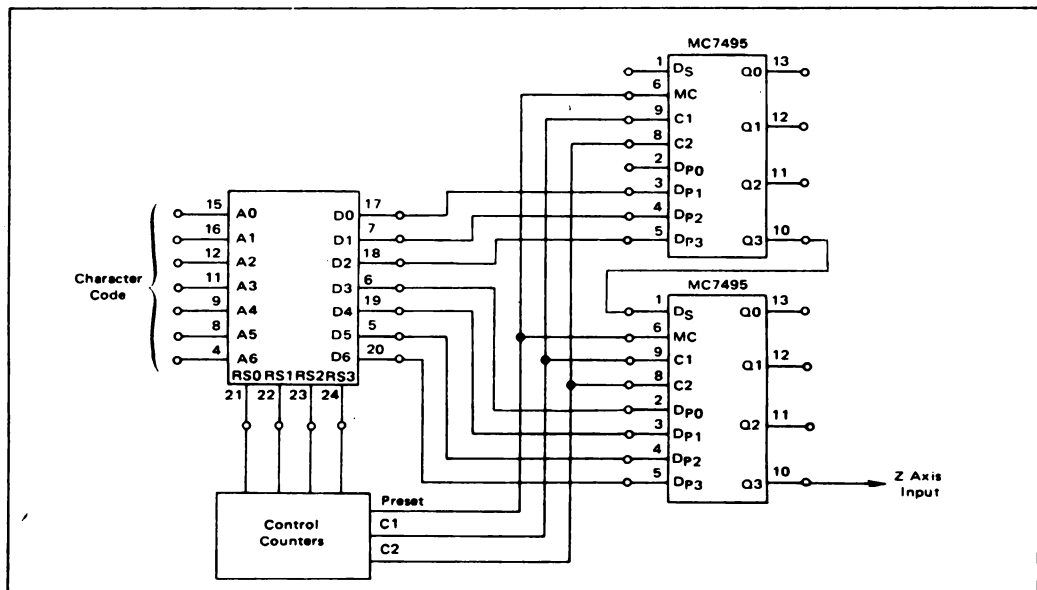 MC7495
1 DS Q0 13
6 MC
9 C1 Q1 12
8 C2
2 DP0 Q2 11
3 DP1
4 DP2
5 DP3 Q3 10
Character
Code
15 A0 D0 17
16 A1 D1 7
12 A2 D2 18
11 A3 D3 6
9 A4 D4 19
8 A5 D5 5
4 A6 D6 20
RS0 RS1 RS2 RS3
21 22 23 24
MC7495
1 DS Q0 13
6 MC
9 C1 Q1 12
8 C2
2 DP0 Q2 11
3 DP1
4 DP2
5 DP3 Q3 10
Z Axis
Input
Control
Counters
Preset
C1
C2